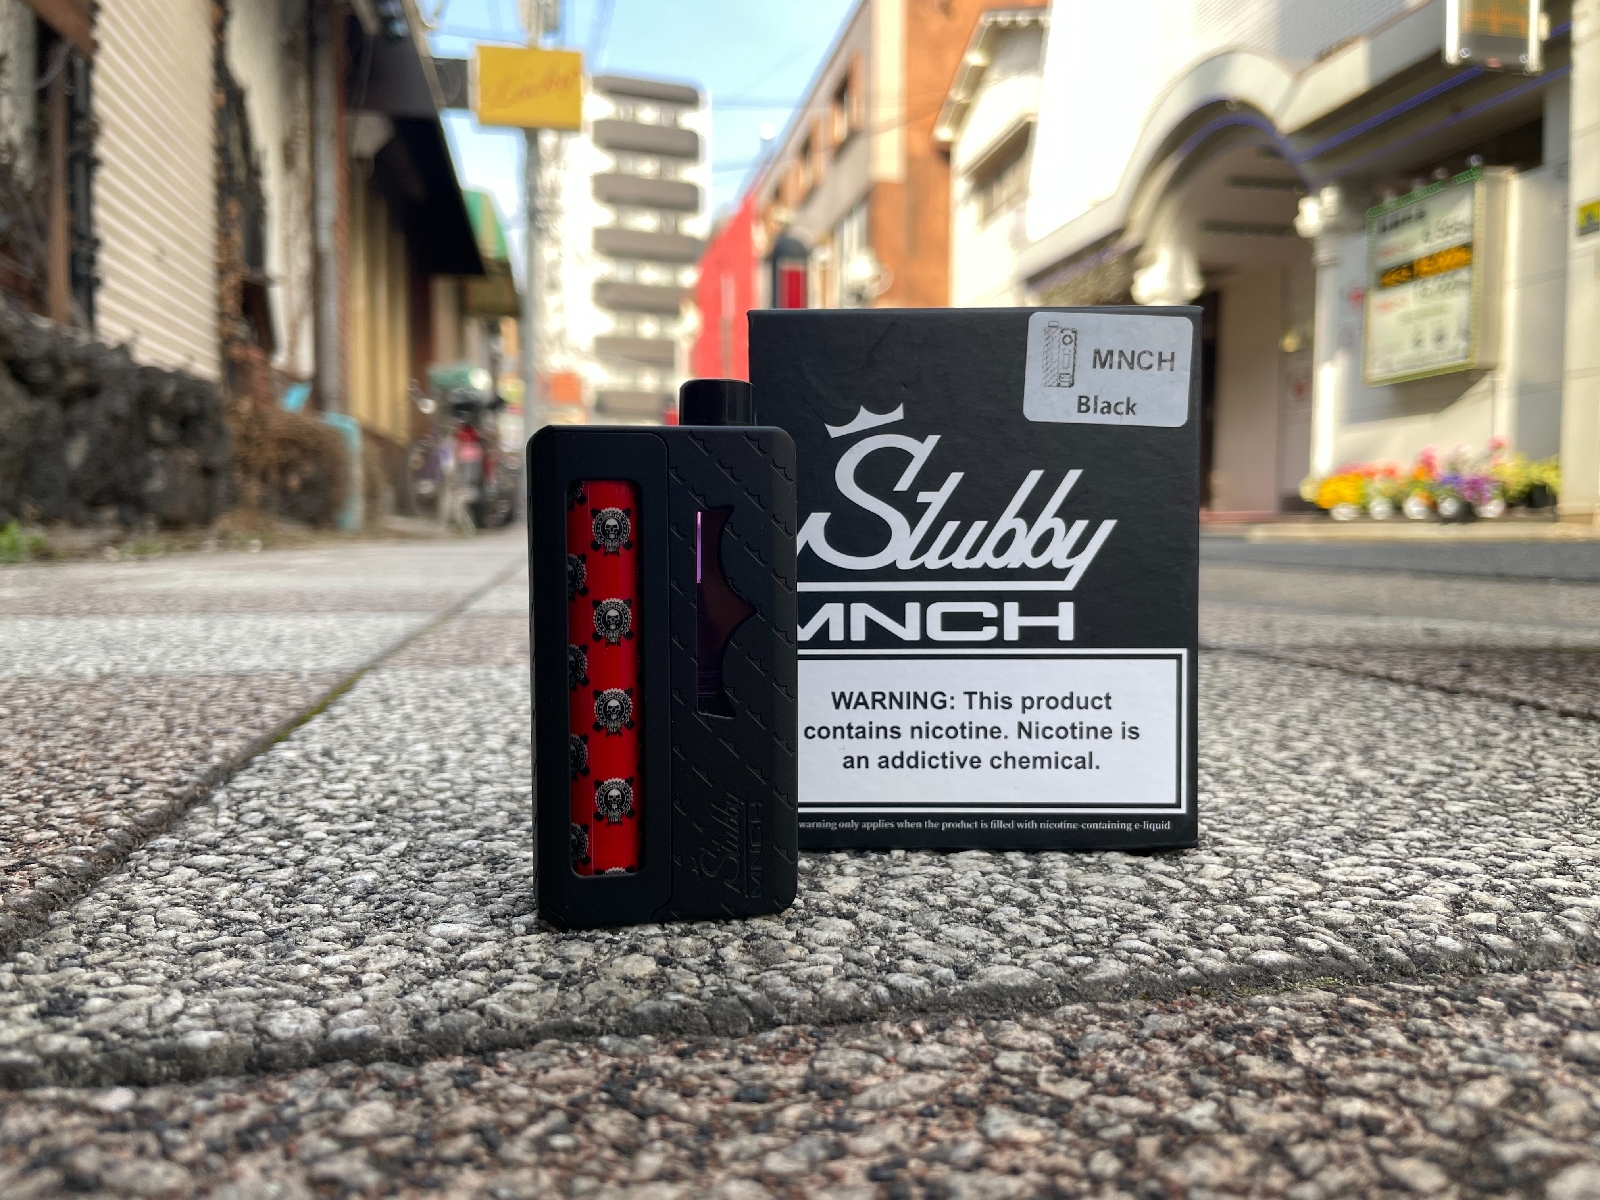 MNCH
Black
Stubby
MNCH
WARNING: This product
contains nicotine. Nicotine is
an addictive chemical.
warning only applies when the product is filled with nicotine-containing e-liquid
Stubby
MNCH